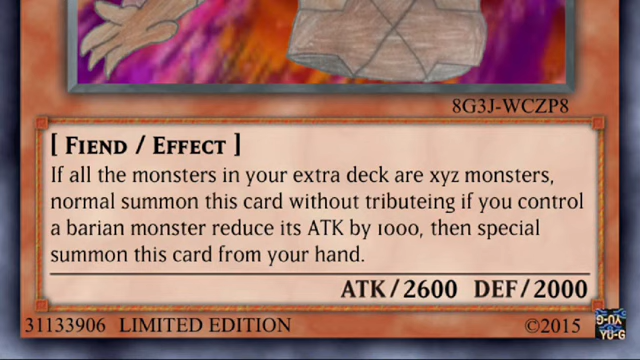 8G3J-WCZP8
[ FIEND / EFFECT ]
If all the monsters in your extra deck are xyz monsters,
normal summon this card without tributeing if you control
a barian monster reduce its ATK by 1000, then special
summon this card from your hand.
ATK/2600 DEF/2000
31133906 LIMITED EDITION ©2015